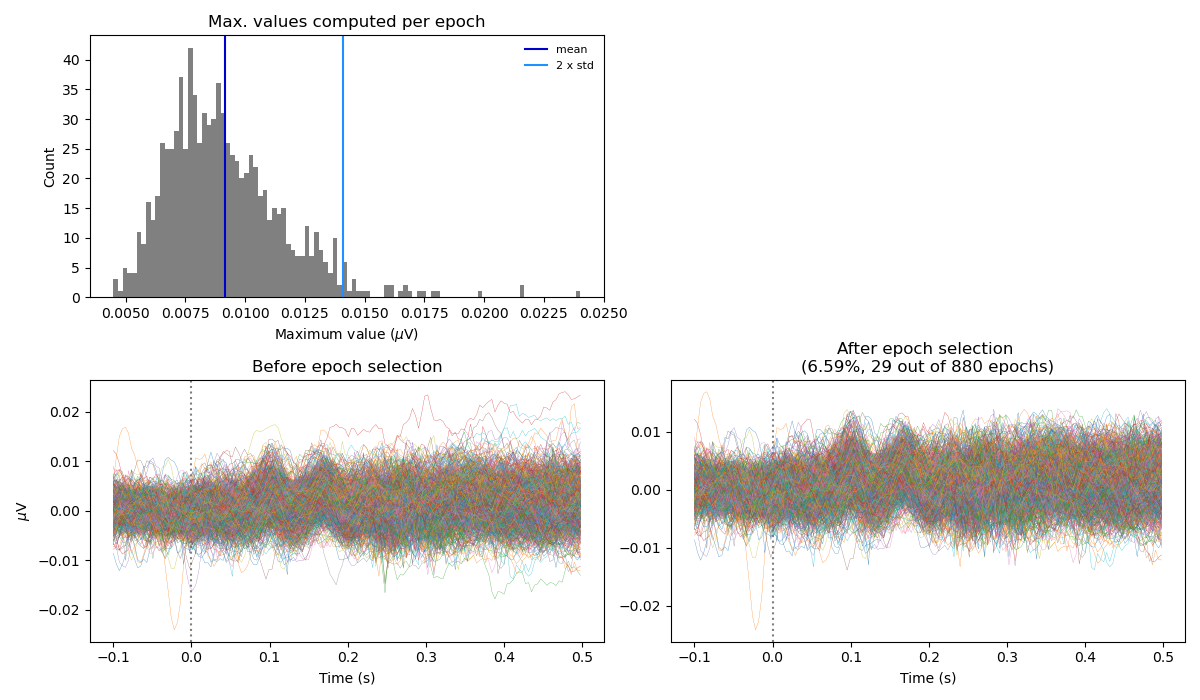 Max. values computed per epoch
mean
2 x std
40
35
30
25
20
15
10
5
0
Count
0.0050 0.0075 0.0100 0.0125 0.0150 0.0175 0.0200 0.0225 0.0250
Maximum value (μV)
Before epoch selection
0.02
0.01
0.00
−0.01
−0.02
μV
−0.1 0.0 0.1 0.2 0.3 0.4 0.5
Time (s)
After epoch selection
(6.59%, 29 out of 880 epochs)
0.01
0.00
−0.01
−0.02
−0.1 0.0 0.1 0.2 0.3 0.4 0.5
Time (s)